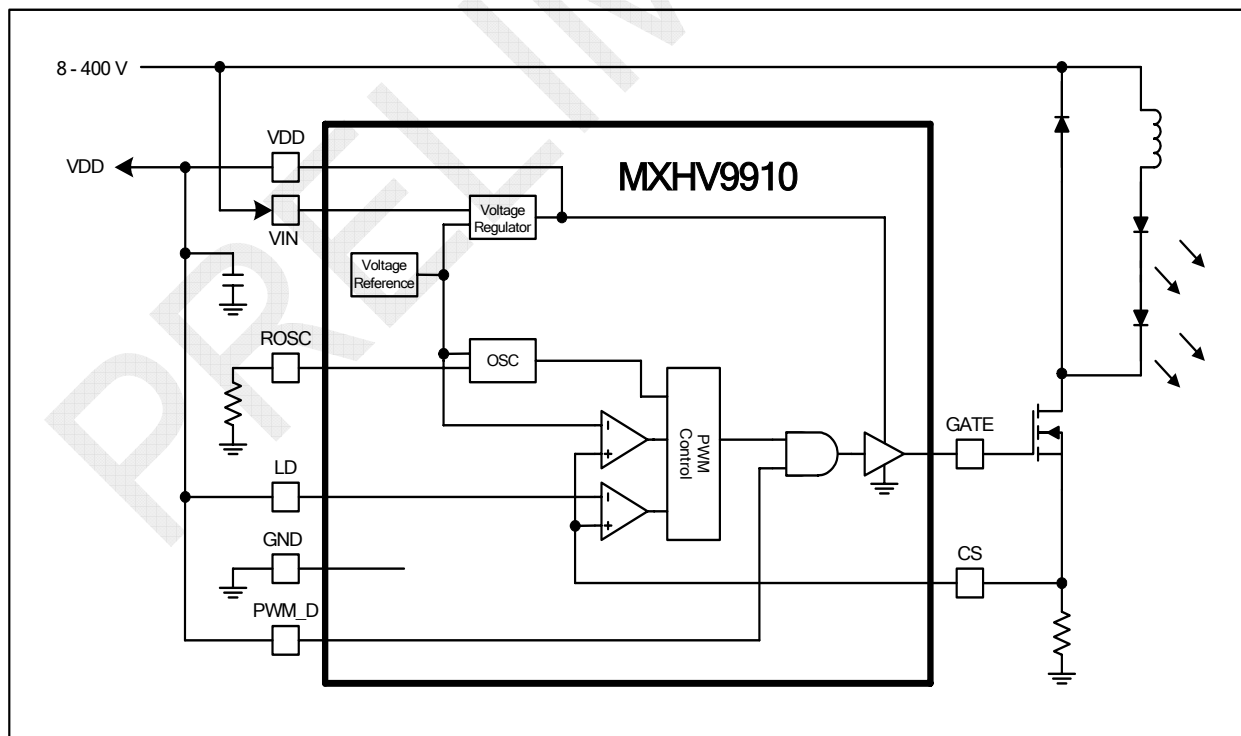 8 - 400 V
VDD
VDD
MXHV9910
VIN
Voltage
Regulator
Voltage
Reference
ROSC
OSC
LD
PWM
Control
GATE
GND
CS
PWM_D
PRELIM